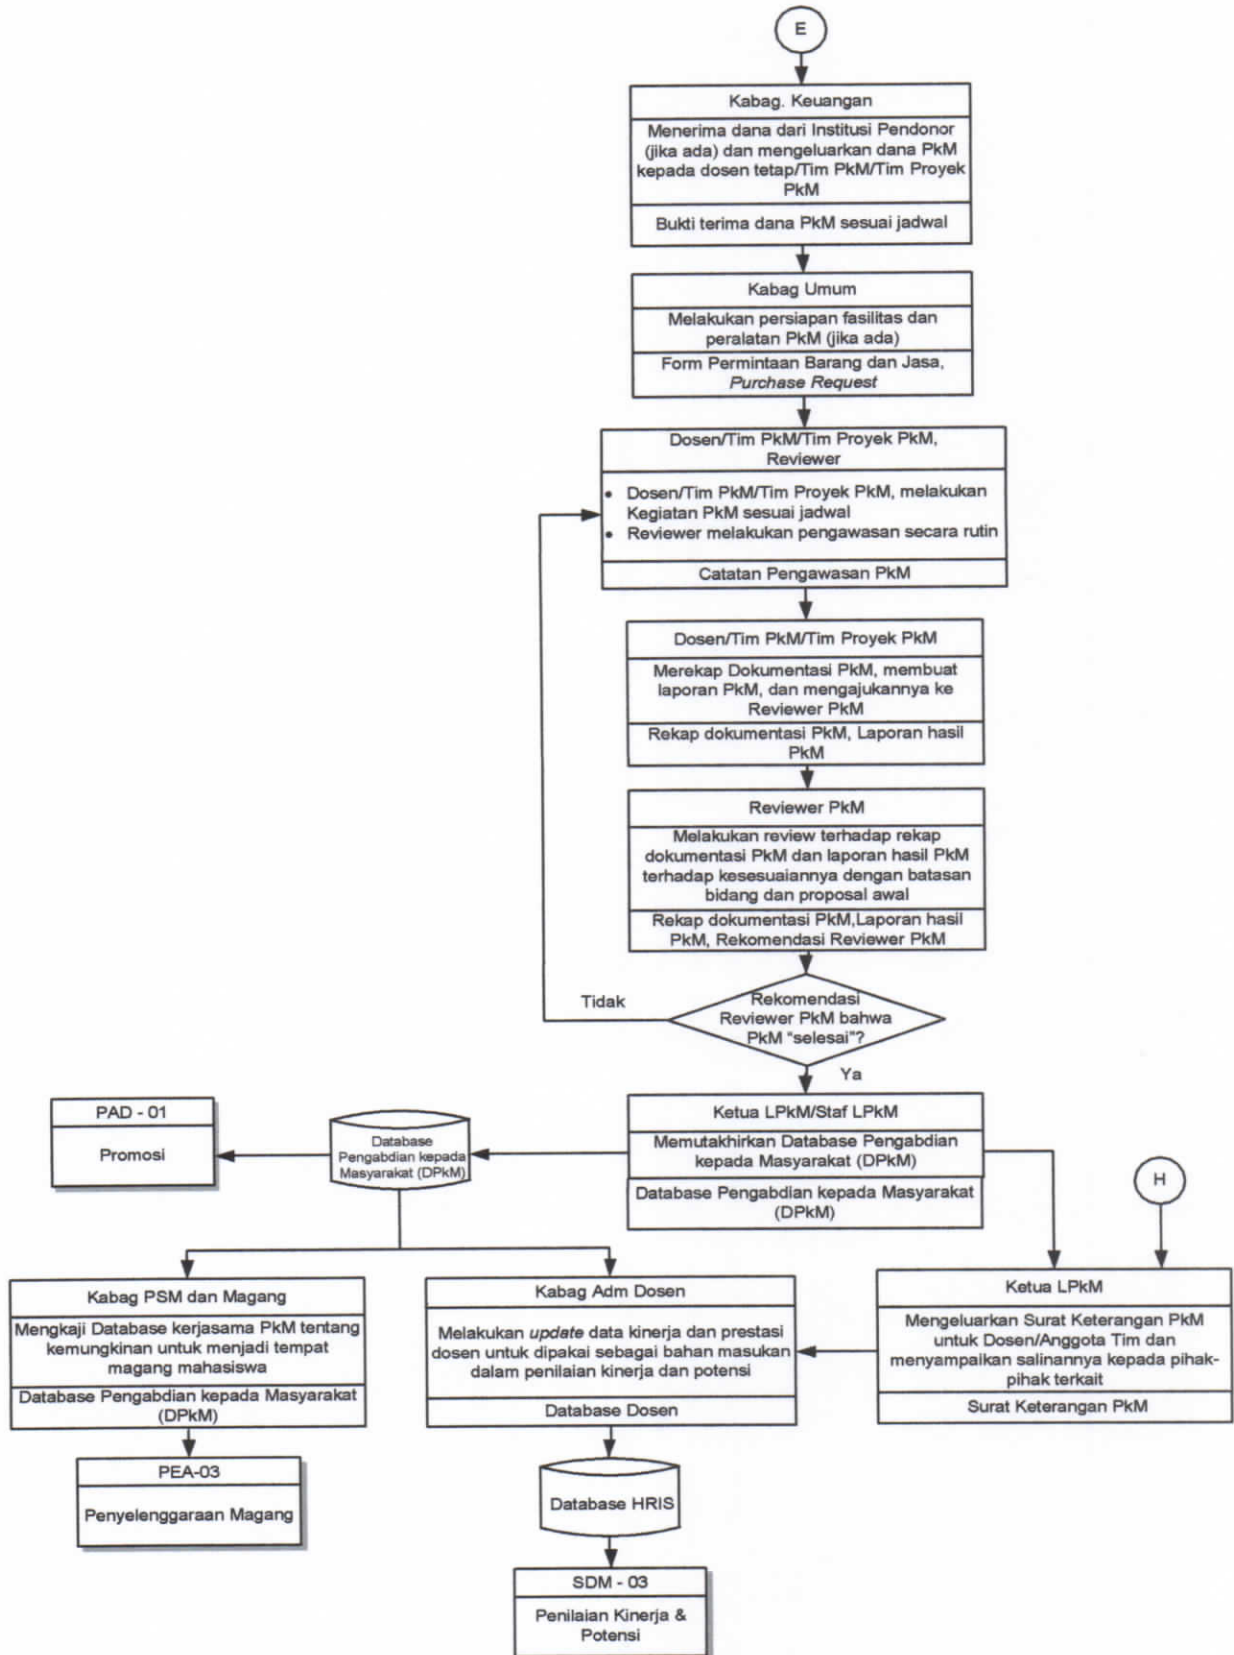 E
Kabag. Keuangan
Menerima dana dari Institusi Pendonor
(jika ada) dan mengeluarkan dana PkM
kepada dosen tetap/Tim PkM/Tim Proyek
PkM
Bukti terima dana PkM sesuai jadwal
Kabag Umum
Melakukan persiapan fasilitas dan
peralatan PkM (jika ada)
Form Permintaan Barang dan Jasa,
Purchase Request
Dosen/Tim PkM/Tim Proyek PkM,
Reviewer
• Dosen/Tim PkM/Tim Proyek PkM, melakukan
Kegiatan PkM sesuai jadwal
• Reviewer melakukan pengawasan secara rutin
Catatan Pengawasan PkM
Dosen/Tim PkM/Tim Proyek PkM
Merekap Dokumentasi PkM, membuat
laporan PkM, dan mengajukannya ke
Reviewer PkM
Rekap dokumentasi PkM, Laporan hasil
PkM
Reviewer PkM
Melakukan review terhadap rekap
dokumentasi PkM dan laporan hasil PkM
terhadap kesesuaiannya dengan batasan
bidang dan proposal awal
Rekap dokumentasi PkM,Laporan hasil
PkM, Rekomendasi Reviewer PkM
Tidak
Rekomendasi
Reviewer PkM bahwa
PkM “selesai”?
Ya
PAD - 01
Promosi
Database
Pengabdian kepada
Masyarakat (DPkM)
Ketua LPkM/Staf LPkM
Memutakhirkan Database Pengabdian
kepada Masyarakat (DPkM)
Database Pengabdian kepada Masyarakat
(DPkM)
H
Kabag PSM dan Magang
Mengkaji Database kerjasama PkM tentang
kemungkinan untuk menjadi tempat
magang mahasiswa
Database Pengabdian kepada Masyarakat
(DPkM)
Kabag Adm Dosen
Melakukan update data kinerja dan prestasi
dosen untuk dipakai sebagai bahan masukan
dalam penilaian kinerja dan potensi
Database Dosen
Ketua LPkM
Mengeluarkan Surat Keterangan PkM
untuk Dosen/Anggota Tim dan
menyampaikan salinannya kepada pihak-
pihak terkait
Surat Keterangan PkM
PEA-03
Penyelenggaraan Magang
Database HRIS
SDM - 03
Penilaian Kinerja &
Potensi